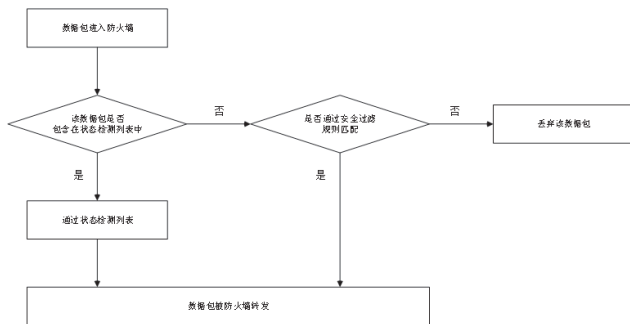 数据包进入防火墙
该数据包是否
包含在状态检测列表中
否
是否通过安全过滤
规则匹配
否
丢弃该数据包
是
是
通过状态检测列表
数据包被防火墙转发